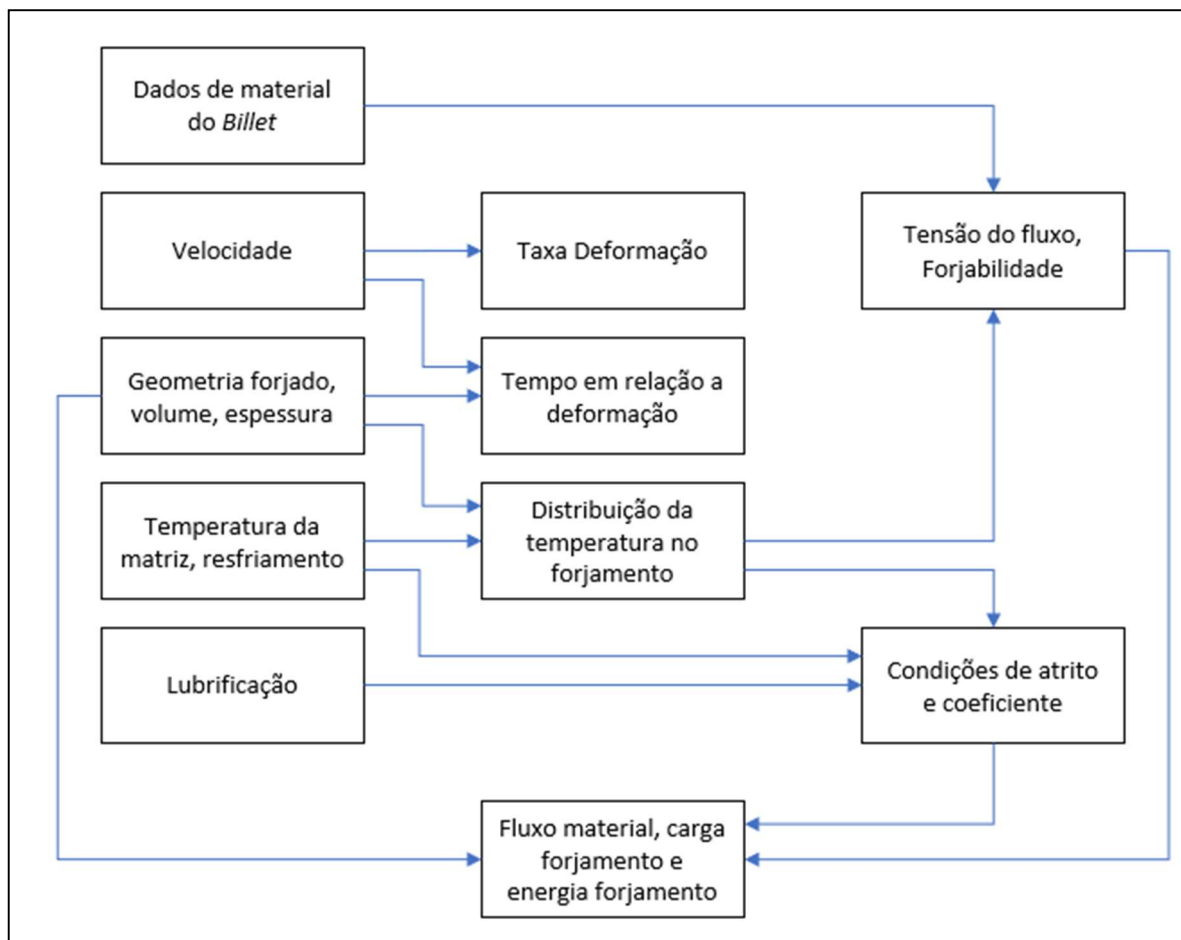 Dados de material
do Billet
Velocidade
Taxa Deformação
Tensão do fluxo,
Forjabilidade
Geometria forjado,
volume, espessura
Tempo em relação a
deformação
Temperatura da
matriz, resfriamento
Distribuição da
temperatura no
forjamento
Lubrificação
Condições de atrito
e coeficiente
Fluxo material, carga
forjamento e
energia forjamento